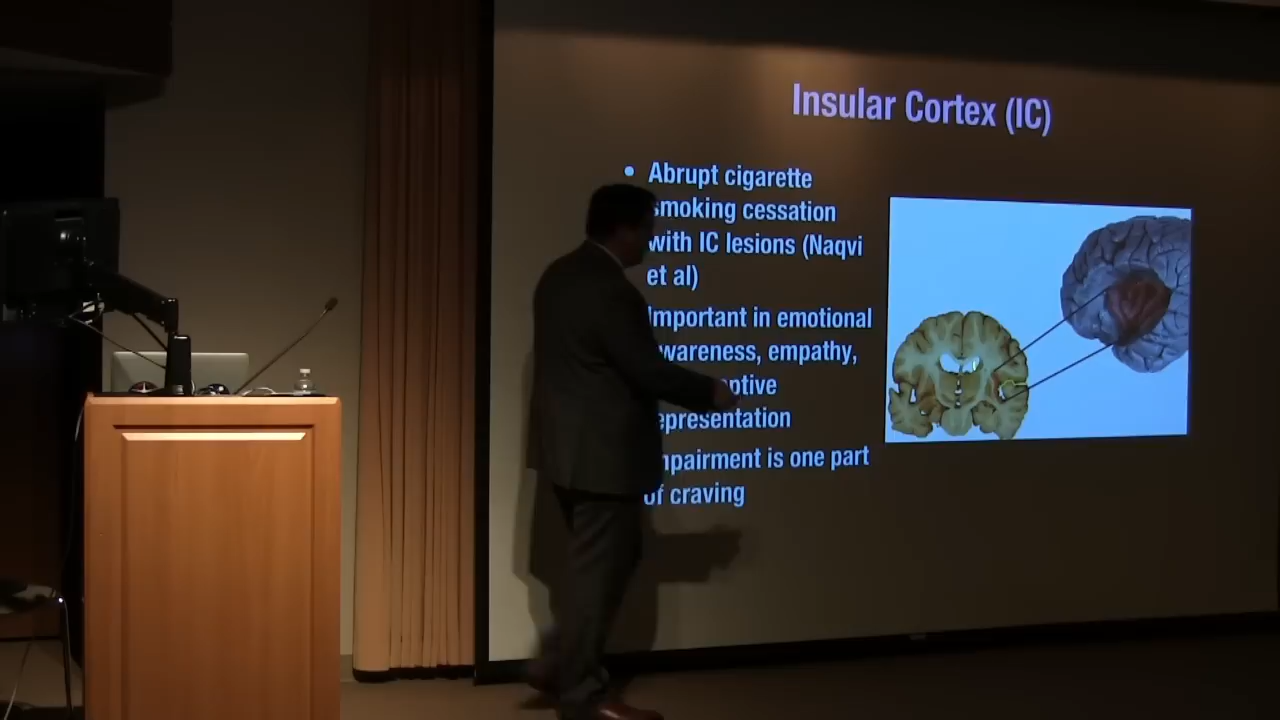 Insular Cortex (IC)
• Abrupt cigarette
smoking cessation
with IC lesions (Naqvi
et al)
Important in emotional
wareness, empathy,
ptive
epresentation
mpairment is one part
of craving